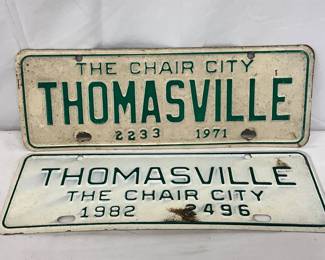 THE CHAIR CITY
THOMASVILLE
2233 1971
THOMASVILLE
THE CHAIR CITY
1982 2496